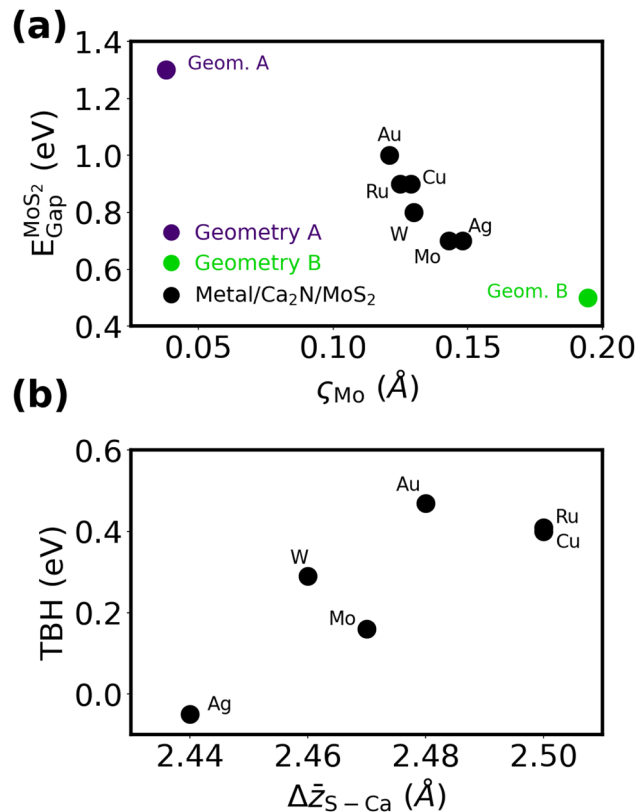 (a)
1.4
1.2
1.0
0.8
0.6
0.4
E_Gap^MoS₂ (eV)
Geom. A
Au
Ru
Cu
W
Mo
Ag
Geometry A
Geometry B
Metal/Ca₂N/MoS₂
Geom. B
0.05
0.10
0.15
0.20
ς_Mo (Å)
(b)
0.6
0.4
0.2
0.0
TBH (eV)
Au
Ru
Cu
W
Mo
Ag
2.44
2.46
2.48
2.50
Δz̄_S−Ca (Å)